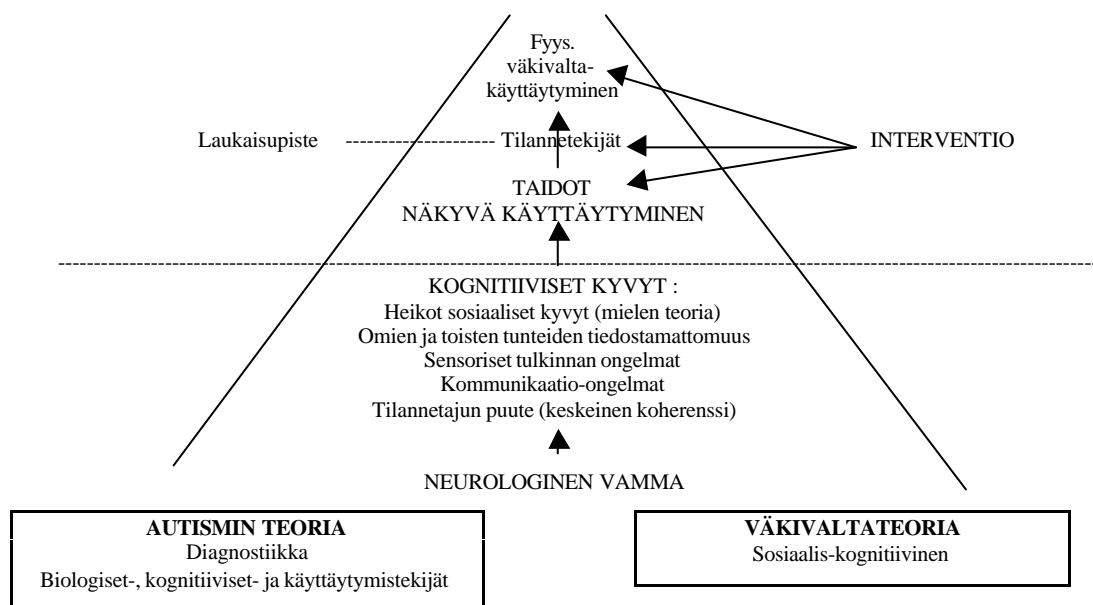 Fyys.
väkivalta-
käyttäytyminen
Laukaisupiste
Tilannetekijät
INTERVENTIO
TAIDOT
NÄKYVÄ KÄYTTÄYTYMINEN
KOGNITIIVISET KYVYT :
Heikot sosiaaliset kyvyt (mielen teoria)
Omien ja toisten tunteiden tiedostamattomuus
Sensoriset tulkinnan ongelmat
Kommunikaatio-ongelmat
Tilannetajun puute (keskeinen koherenssi)
NEUROLOGINEN VAMMA
AUTISMIN TEORIA
Diagnostiikka
Biologiset-, kognitiiviset- ja käyttäytymistekijät
VÄKIVALTATEORIA
Sosiaalis-kognitiivinen